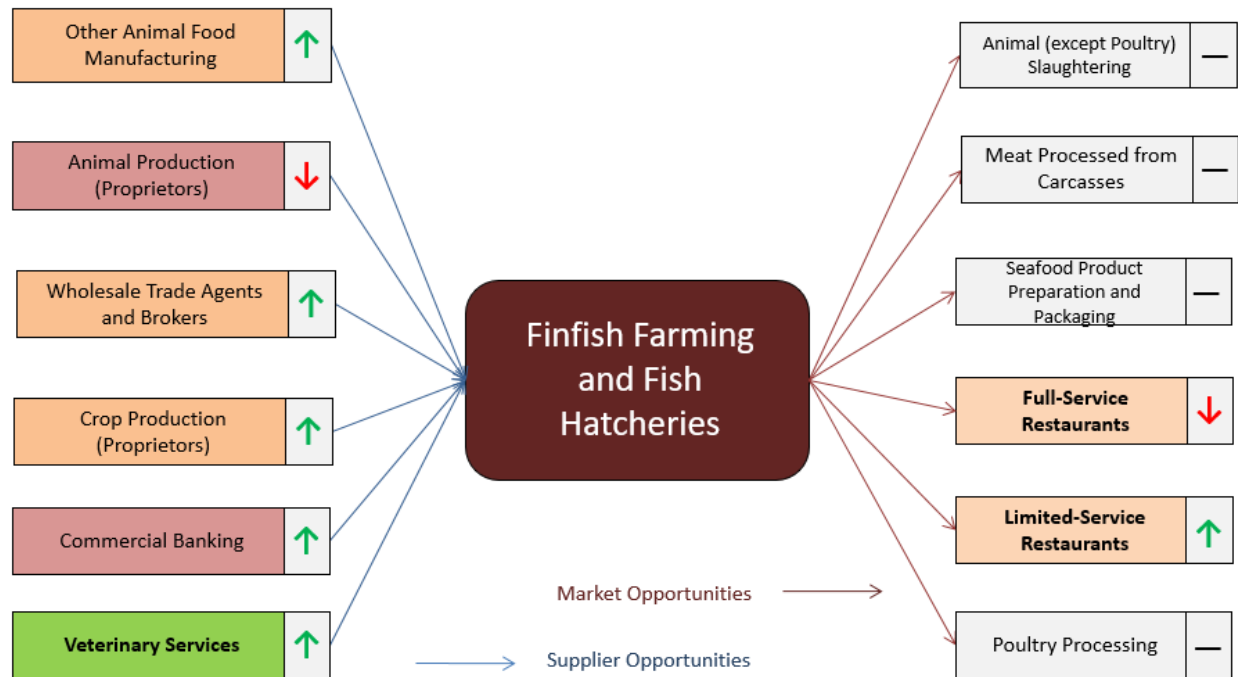 Other Animal Food
Manufacturing
↑
Animal Production
(Proprietors)
↓
Wholesale Trade Agents
and Brokers
↑
Crop Production
(Proprietors)
↑
Commercial Banking
↑
Veterinary Services
↑
Finfish Farming
and Fish
Hatcheries
Market Opportunities
Supplier Opportunities
Animal (except Poultry)
Slaughtering
—
Meat Processed from
Carcasses
—
Seafood Product
Preparation and
Packaging
—
Full-Service
Restaurants
↓
Limited-Service
Restaurants
↑
Poultry Processing
—